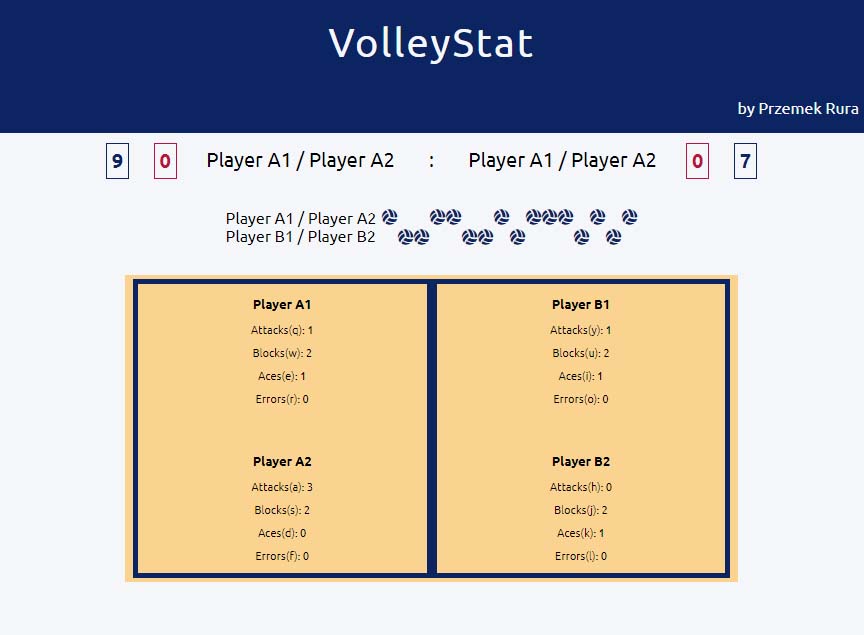 VolleyStat
by Przemek Rura
9 0 Player A1 / Player A2 : Player A1 / Player A2 0 7
Player A1 / Player A2
Player B1 / Player B2
Player A1
Attacks(q): 1
Blocks(w): 2
Aces(e): 1
Errors(r): 0
Player A2
Attacks(a): 3
Blocks(s): 2
Aces(d): 0
Errors(f): 0
Player B1
Attacks(y): 1
Blocks(u): 2
Aces(i): 1
Errors(o): 0
Player B2
Attacks(h): 0
Blocks(j): 2
Aces(k): 1
Errors(l): 0